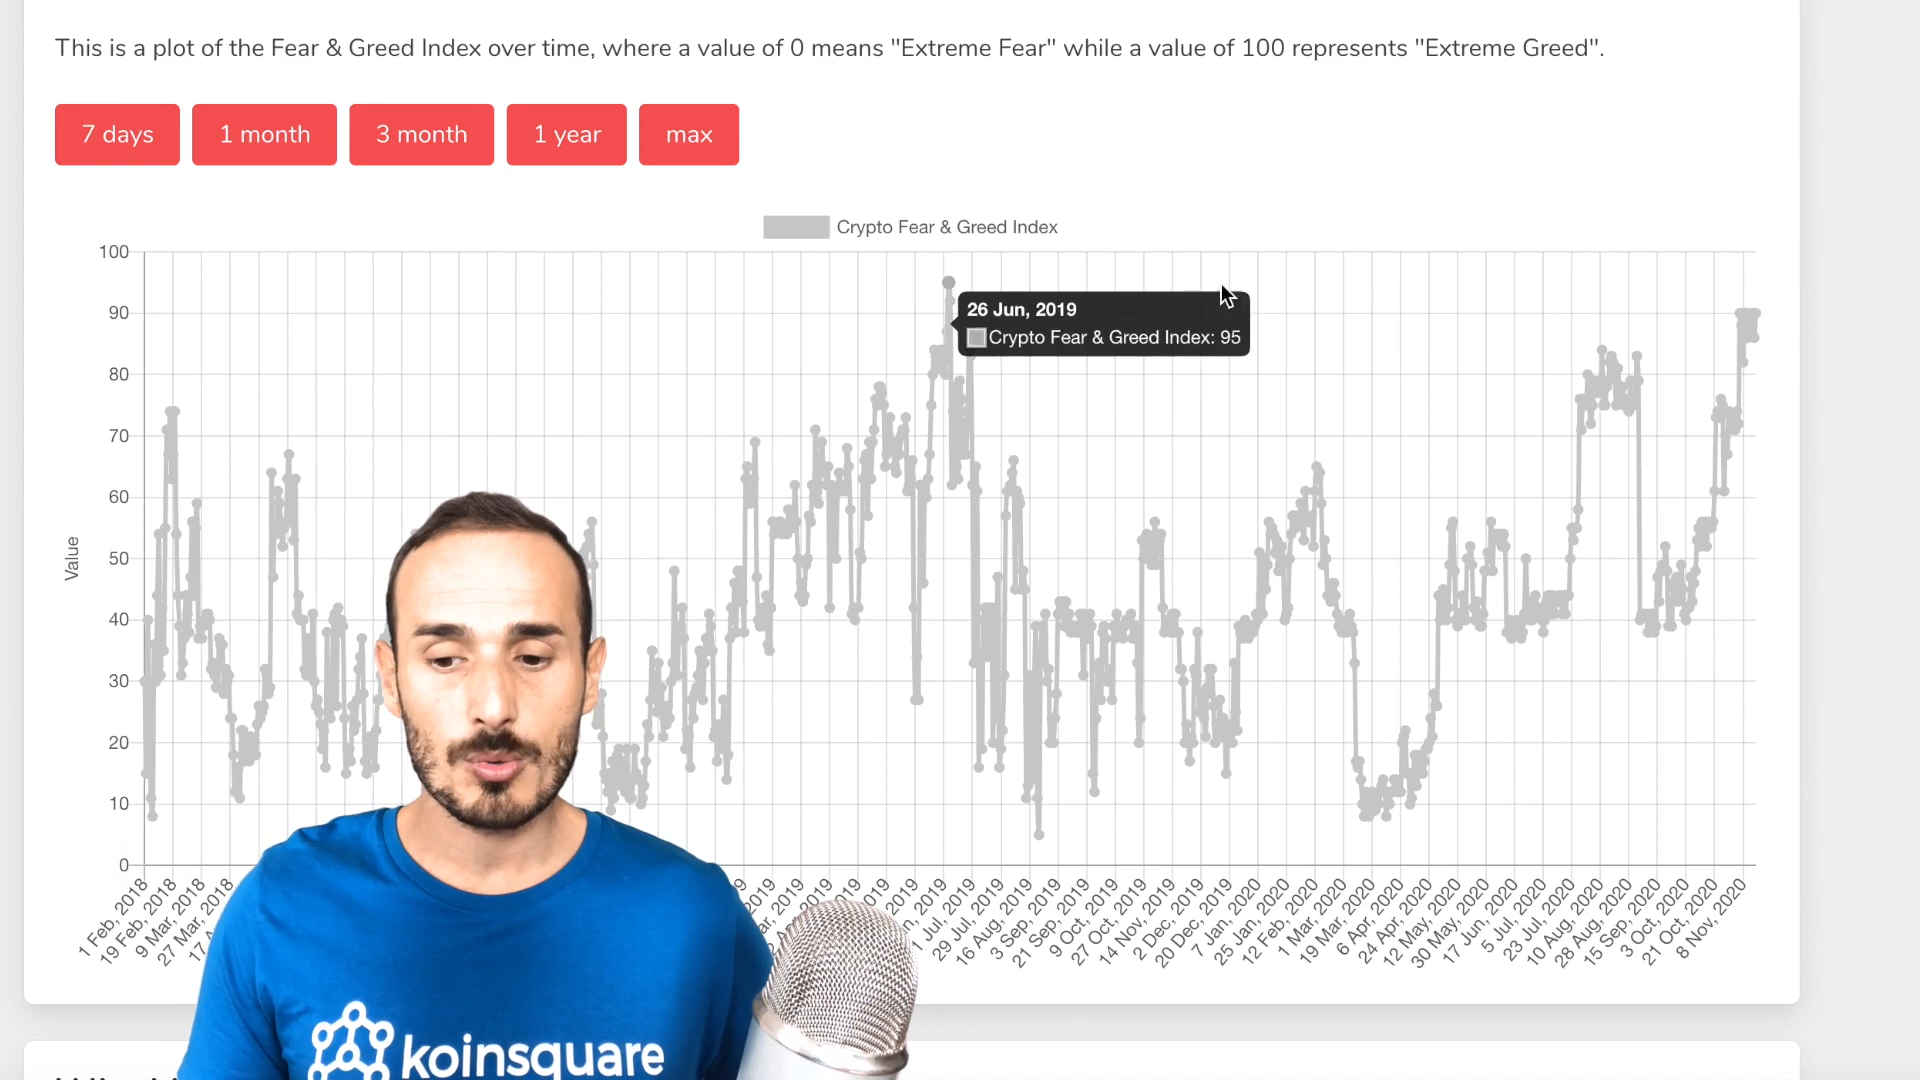 This is a plot of the Fear & Greed Index over time, where a value of 0 means "Extreme Fear" while a value of 100 represents "Extreme Greed".
7 days
1 month
3 month
1 year
max
Crypto Fear & Greed Index
100
90
80
70
60
50
40
30
20
10
0
Value
26 Jun, 2019
Crypto Fear & Greed Index: 95
1 Feb, 2018
19 Feb, 2018
9 Mar, 2018
27 Mar, 2018
11 Jul, 2019
29 Jul, 2019
16 Aug, 2019
3 Sep, 2019
21 Sep, 2019
9 Oct, 2019
27 Oct, 2019
14 Nov, 2019
2 Dec, 2019
20 Dec, 2019
7 Jan, 2020
25 Jan, 2020
12 Feb, 2020
1 Mar, 2020
19 Mar, 2020
6 Apr, 2020
24 Apr, 2020
12 May, 2020
30 May, 2020
17 Jun, 2020
5 Jul, 2020
23 Jul, 2020
10 Aug, 2020
28 Aug, 2020
15 Sep, 2020
3 Oct, 2020
21 Oct, 2020
8 Nov, 2020
koinsquare